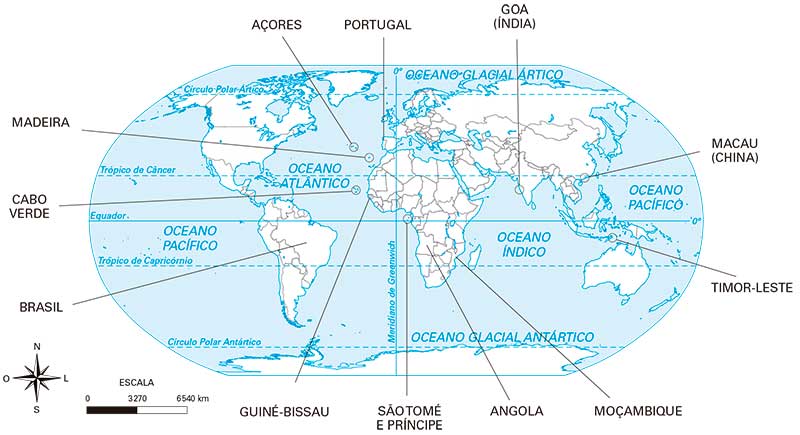 AÇORES
PORTUGAL
GOA
(ÍNDIA)
0°
OCEANO GLACIAL ÁRTICO
Círculo Polar Ártico
MADEIRA
MACAU
(CHINA)
Trópico de Câncer
OCEANO
ATLÂNTICO
OCEANO
PACÍFICO
CABO
VERDE
Equador
0°
OCEANO
PACÍFICO
OCEANO
ÍNDICO
Trópico de Capricórnio
Meridiano de Greenwich
TIMOR-LESTE
BRASIL
OCEANO GLACIAL ANTÁRTICO
Círculo Polar Antártico
N
O
L
S
ESCALA
0 3270 6540 km
GUINÉ-BISSAU
SÃO TOMÉ
E PRÍNCIPE
ANGOLA
MOÇAMBIQUE